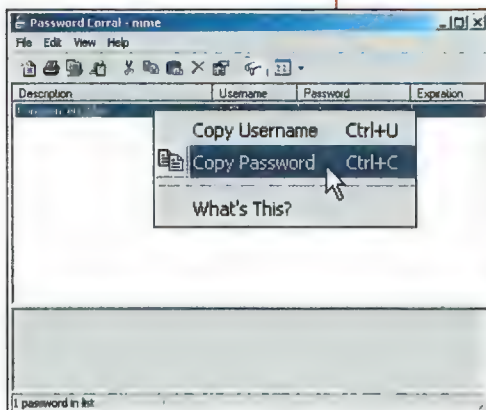 Password Corral - nime
File Edit View Help
Description Username Password Expiration
Copy Username Ctrl+U
Copy Password Ctrl+C
What's This?
1 password in list